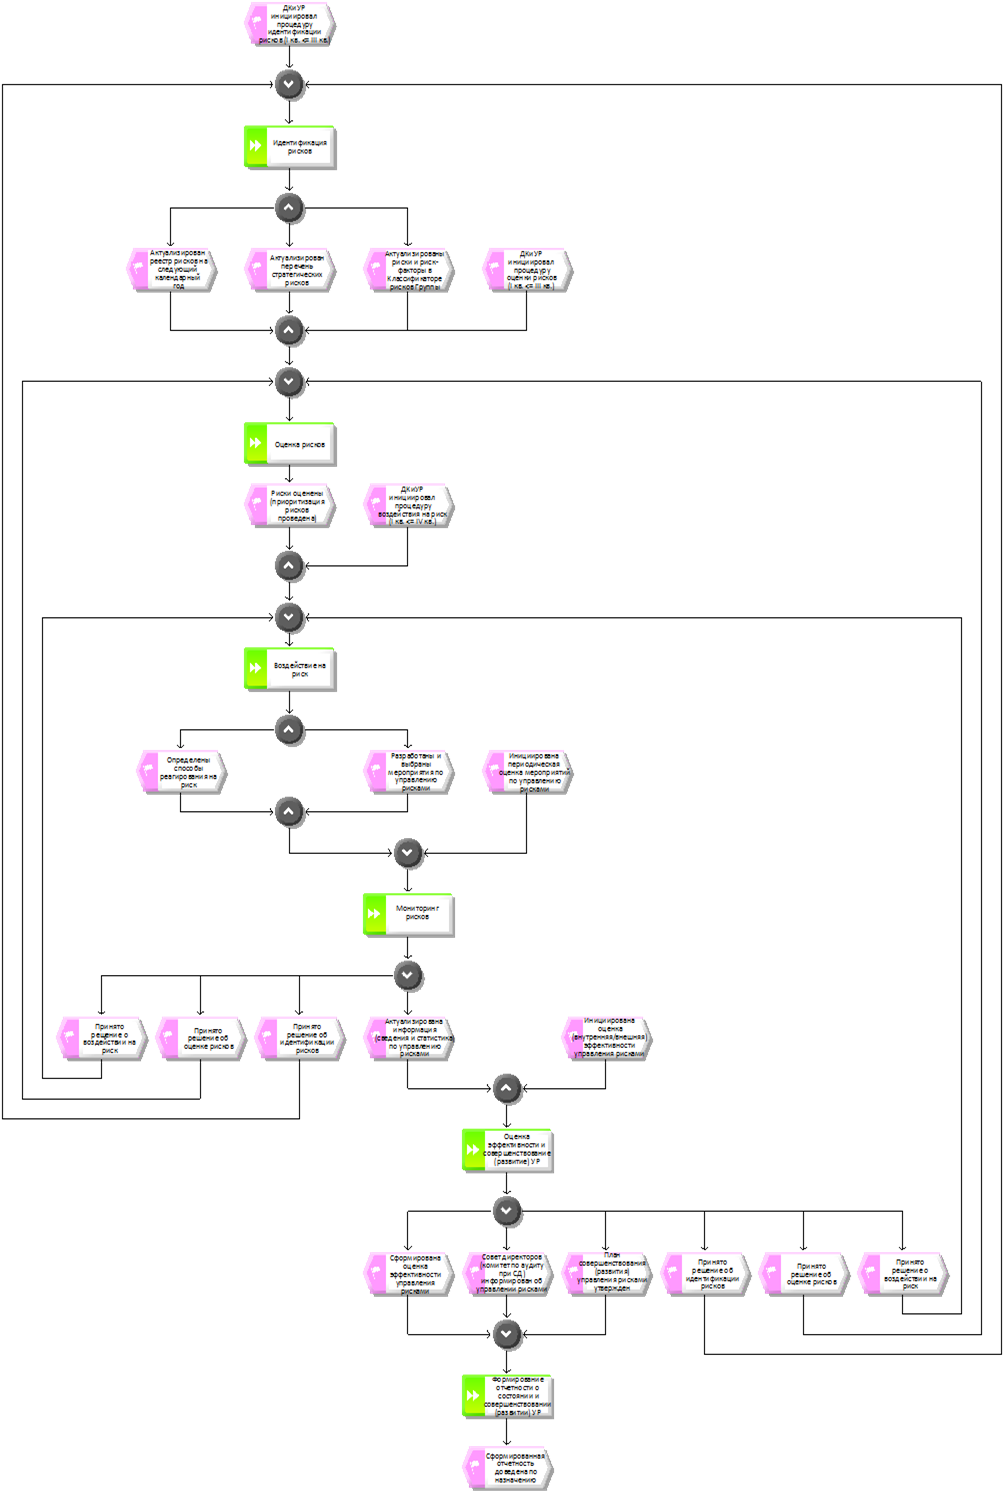 ДКиУР
инициировал
процедуру
идентификации
рисков (I кв. <= III кв.)
Идентификация
рисков
Актуализирован
реестр рисков на
следующий
календарный
год
Актуализирован
перечень
стратегических
рисков
Актуализированы
риски и риск-
факторы в
Классификаторе
рисков Группы
ДКиУР
инициировал
процедуру
оценки рисков
(I кв. <= III кв.)
Оценка рисков
Риски оценены
(приоритизация
рисков
проведена)
ДКиУР
инициировал
процедуру
воздействия на риск
(I кв. <= IV кв.)
Воздействие на
риск
Определены
способы
реагирования на
риск
Разработаны и
выбраны
мероприятия по
управлению
рисками
Инициирована
периодическая
оценка мероприятий
по управлению
рисками
Мониторинг
рисков
Принято
решение о
воздействии на
риск
Принято
решение об
оценке рисков
Принято
решение об
идентификации
рисков
Актуализирована
информация
(сведения и статистика)
по управлению
рисками
Инициирована
оценка
(внутренняя/внешняя)
эффективности
управления рисками
Оценка
эффективности и
совершенствование
(развитие) УР
Сформирована
оценка
эффективности
управления
рисками
Совет директоров
(комитет по аудиту
при СД)
информирован об
управлении рисками
План
совершенствования
(развития)
управления рисками
утвержден
Принято
решение об
идентификации
рисков
Принято
решение об
оценке рисков
Принято
решение о
воздействии на
риск
Формирование
отчетности о
состоянии и
совершенствовании
(развитии) УР
Сформированная
отчетность
доведена по
назначению